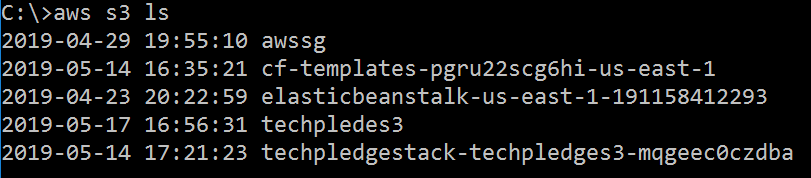 C:\>aws s3 ls
2019-04-29 19:55:10 awssg
2019-05-14 16:35:21 cf-templates-pgru22scg6hi-us-east-1
2019-04-23 20:22:59 elasticbeanstalk-us-east-1-191158412293
2019-05-17 16:56:31 techpledes3
2019-05-14 17:21:23 techpledgestack-techpledges3-mqgeec0czdba